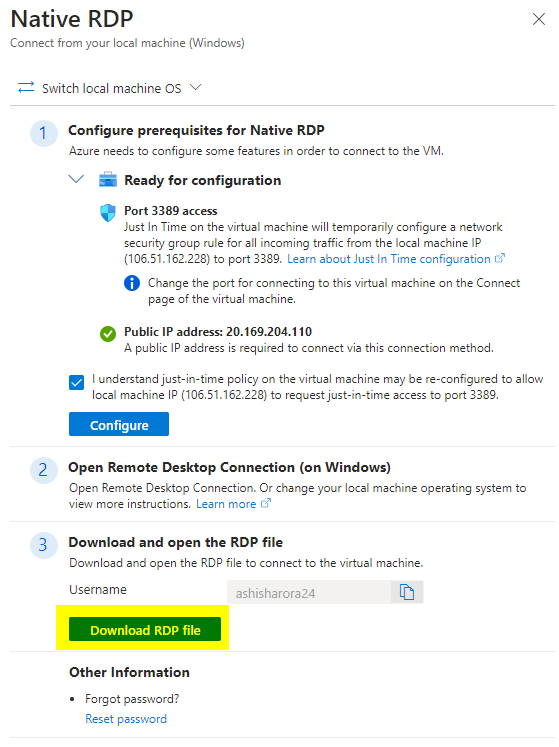 Native RDP
Connect from your local machine (Windows)
Switch local machine OS
1
Configure prerequisites for Native RDP
Azure needs to configure some features in order to connect to the VM.
Ready for configuration
Port 3389 access
Just In Time on the virtual machine will temporarily configure a network
security group rule for all incoming traffic from the local machine IP
(106.51.162.228) to port 3389. Learn about Just In Time configuration
Change the port for connecting to this virtual machine on the Connect
page of the virtual machine.
Public IP address: 20.169.204.110
A public IP address is required to connect via this connection method.
I understand just-in-time policy on the virtual machine may be re-configured to allow
local machine IP (106.51.162.228) to request just-in-time access to port 3389.
Configure
2
Open Remote Desktop Connection (on Windows)
Open Remote Desktop Connection. Or change your local machine operating system to
view more instructions. Learn more
3
Download and open the RDP file
Download and open the RDP file to connect to the virtual machine.
Username
ashisharora24
Download RDP file
Other Information
• Forgot password?
Reset password